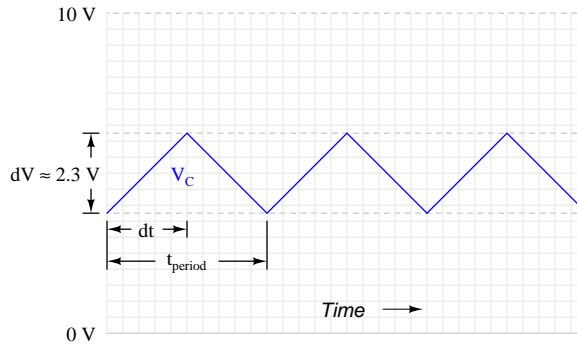 10 V
dV ≈ 2.3 V
V_C
dt
t_period
Time
0 V